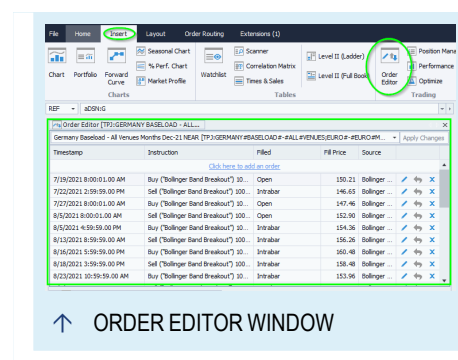 File Home Insert Layout Order Routing Extensions (1)
Chart Portfolio Forward Curve
Seasonal Chart
% Perf. Chart
Market Profile
Charts
Watchlist
Scanner
Correlation Matrix
Times & Sales
Level II (Ladder)
Level II (Full Book)
Tables
Order Editor
Position Mana
Performance
Optimize
Trading
REF aDSN:G
Order Editor [TPJ:GERMANY BASELOAD - ALL...
Germany Baseload - All Venues Months Dec-21 NEAR [TPJ:GERMANY#BASELOAD#-#ALL#VENUES;EURO#-#EURO#M... Apply Changes
Timestamp Instruction Filled Fill Price Source
Click here to add an order
7/19/2021 8:00:01.00 AM Buy ("Bollinger Band Breakout") 10... Open 150.21 Bollinger ...
7/22/2021 2:59:59.00 PM Sell ("Bollinger Band Breakout") 100... Intrabar 146.65 Bollinger ...
7/27/2021 8:00:01.00 AM Buy ("Bollinger Band Breakout") 10... Open 147.46 Bollinger ...
8/5/2021 8:00:01.00 AM Sell ("Bollinger Band Breakout") 100... Open 152.90 Bollinger ...
8/5/2021 4:59:59.00 PM Buy ("Bollinger Band Breakout") 10... Intrabar 154.36 Bollinger ...
8/13/2021 8:59:59.00 AM Sell ("Bollinger Band Breakout") 100... Intrabar 156.26 Bollinger ...
8/16/2021 5:59:59.00 PM Buy ("Bollinger Band Breakout") 10... Intrabar 160.48 Bollinger ...
8/18/2021 3:59:59.00 PM Sell ("Bollinger Band Breakout") 100... Intrabar 158.48 Bollinger ...
8/23/2021 10:59:59.00 AM Buy ("Bollinger Band Breakout") 10... Intrabar 153.96 Bollinger ...
ORDER EDITOR WINDOW